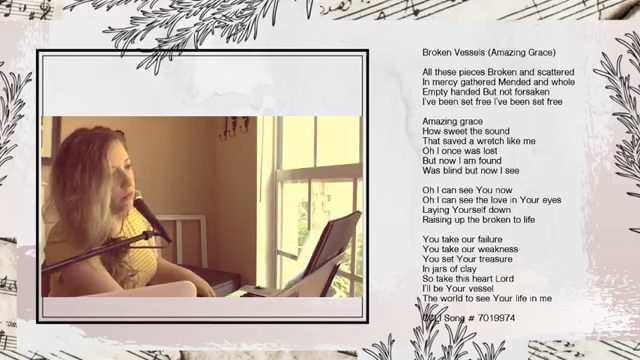 Broken Vessels (Amazing Grace)
All these pieces Broken and scattered
In mercy gathered Mended and whole
Empty handed But not forsaken
I've been set free I've been set free
Amazing grace
How sweet the sound
That saved a wretch like me
Oh I once was lost
But now I am found
Was blind but now I see
Oh I can see You now
Oh I can see the love in Your eyes
Laying Yourself down
Raising up the broken to life
You take our failure
You take our weakness
You set Your treasure
In jars of clay
So take this heart Lord
I'll be Your vessel
The world to see Your life in me
CCLI Song # 7019974